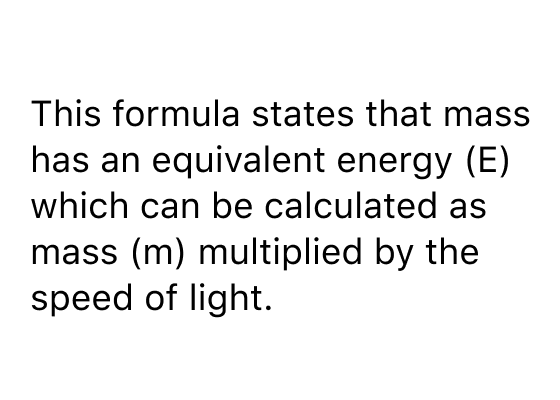 This formula states that mass
has an equivalent energy (E)
which can be calculated as
mass (m) multiplied by the
speed of light.